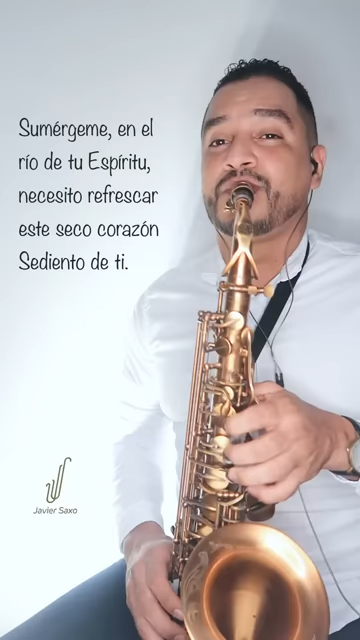 Sumérgeme, en el
río de tu Espíritu,
necesito refrescar
este seco corazón
Sediento de ti.
Javier Saxo